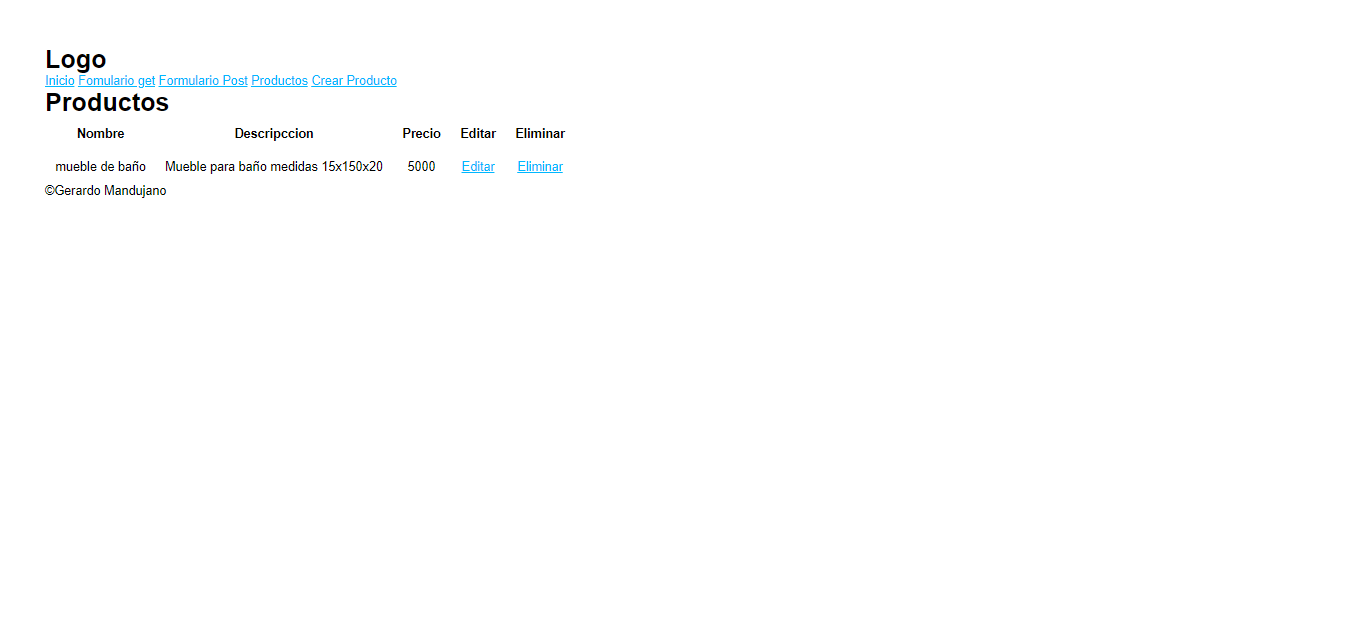 Logo
Inicio Fomulario get Formulario Post Productos Crear Producto
Productos
Nombre Descripccion Precio Editar Eliminar
mueble de baño Mueble para baño medidas 15x150x20 5000 Editar Eliminar
©Gerardo Mandujano